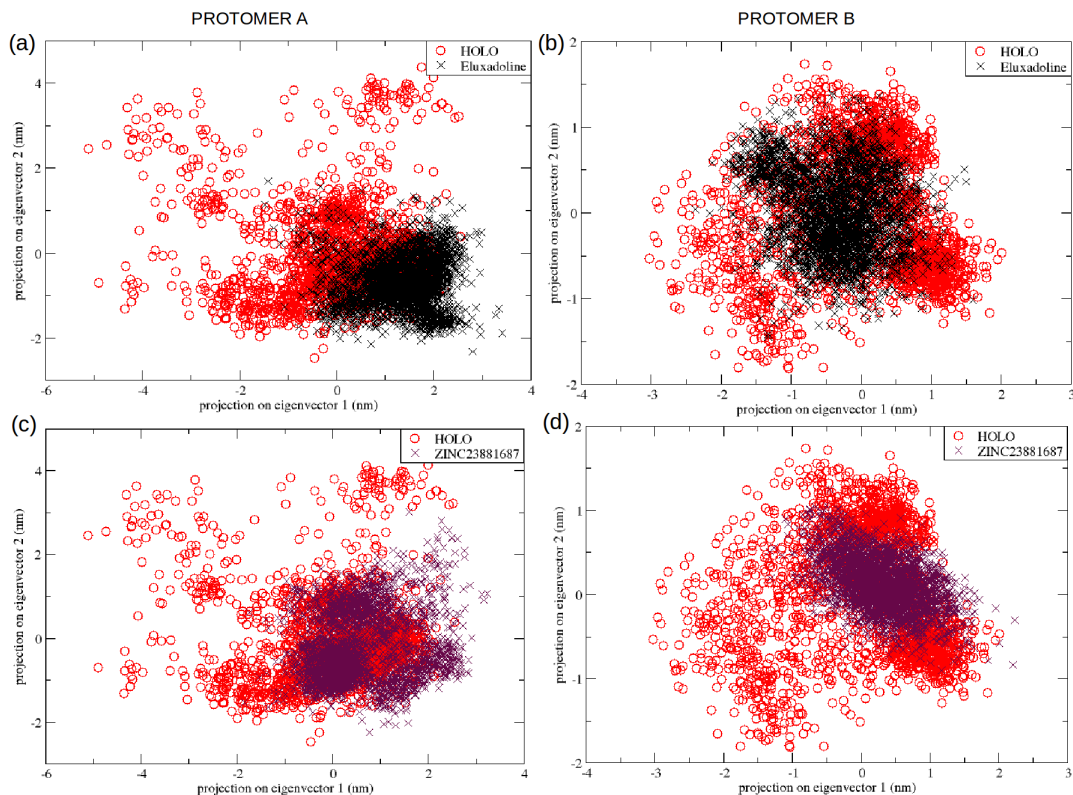 PROTOMER A
PROTOMER B
(a)
HOLO
Eluxadoline
4
2
0
-2
projection on eigenvector 2 (nm)
-6
-4
-2
0
2
4
projection on eigenvector 1 (nm)
(b)
HOLO
Eluxadoline
2
1
0
-1
-2
projection on eigenvector 2 (nm)
-4
-3
-2
-1
0
1
2
3
projection on eigenvector 1 (nm)
(c)
HOLO
ZINC23881687
4
2
0
-2
projection on eigenvector 2 (nm)
-6
-4
-2
0
2
4
projection on eigenvector 1 (nm)
(d)
HOLO
ZINC23881687
2
1
0
-1
-2
projection on eigenvector 2 (nm)
-4
-3
-2
-1
0
1
2
3
projection on eigenvector 1 (nm)